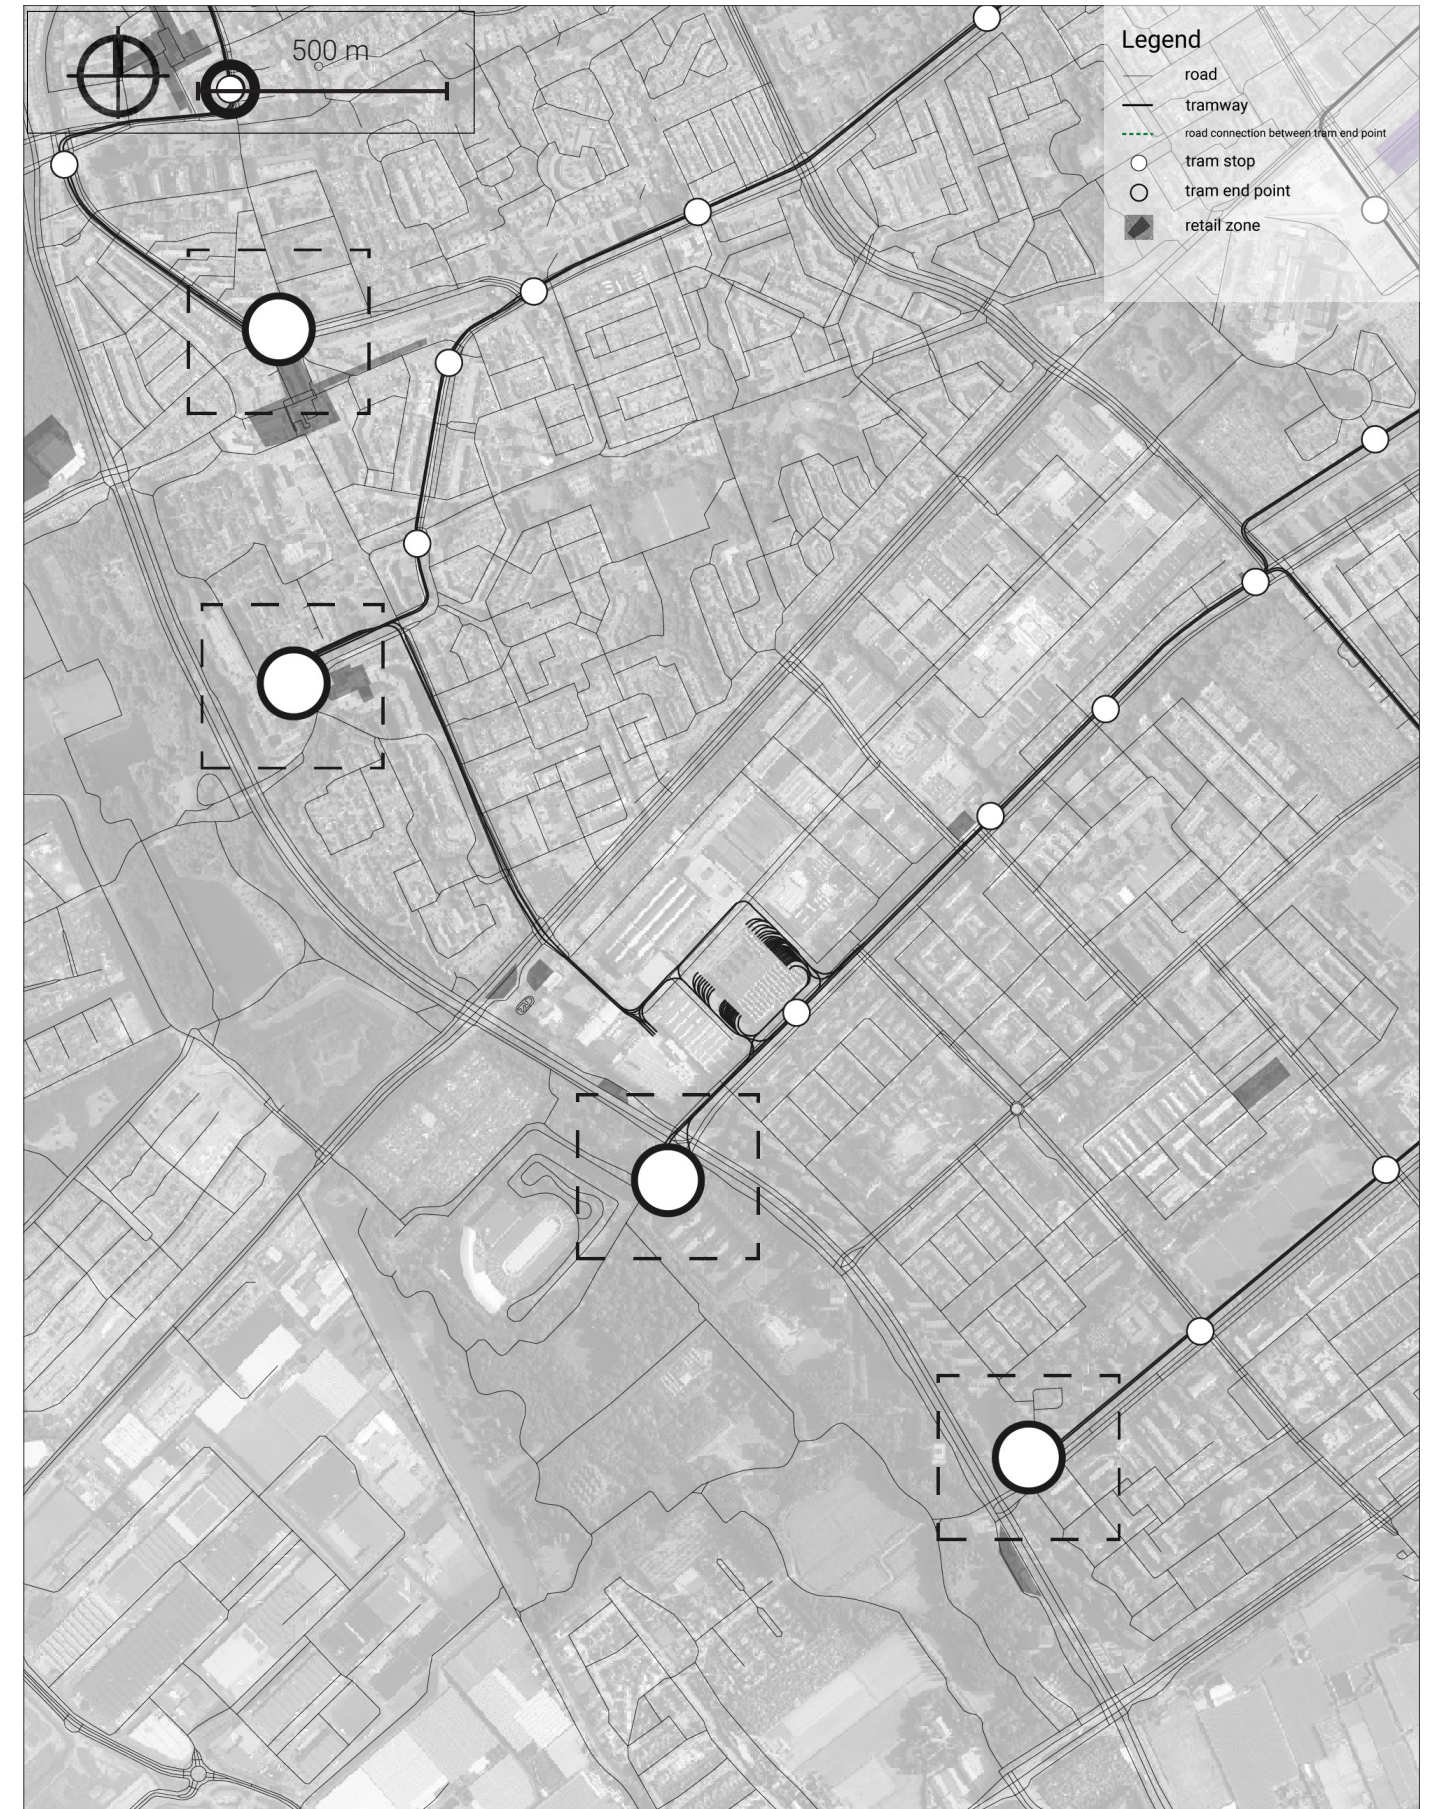 500 m
Legend
road
tramway
road connection between tram end point
tram stop
tram end point
retail zone